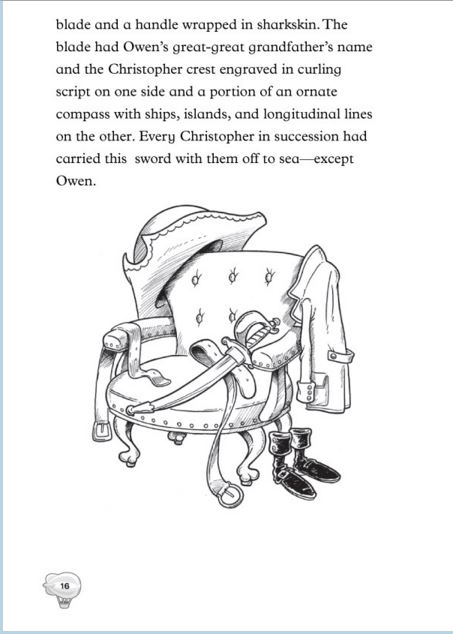 blade and a handle wrapped in sharkskin. The
blade had Owen’s great-great grandfather’s name
and the Christopher crest engraved in curling
script on one side and a portion of an ornate
compass with ships, islands, and longitudinal lines
on the other. Every Christopher in succession had
carried this sword with them off to sea—except
Owen.
16